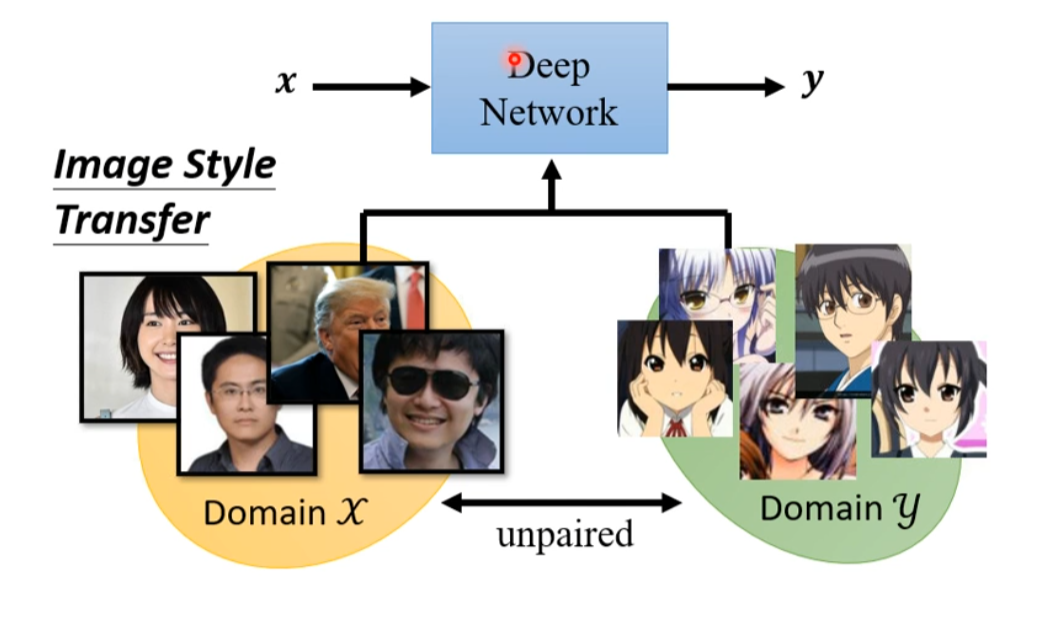 x
Deep
y
Network
Image Style
Transfer
Domain 𝒳
unpaired
Domain 𝒴